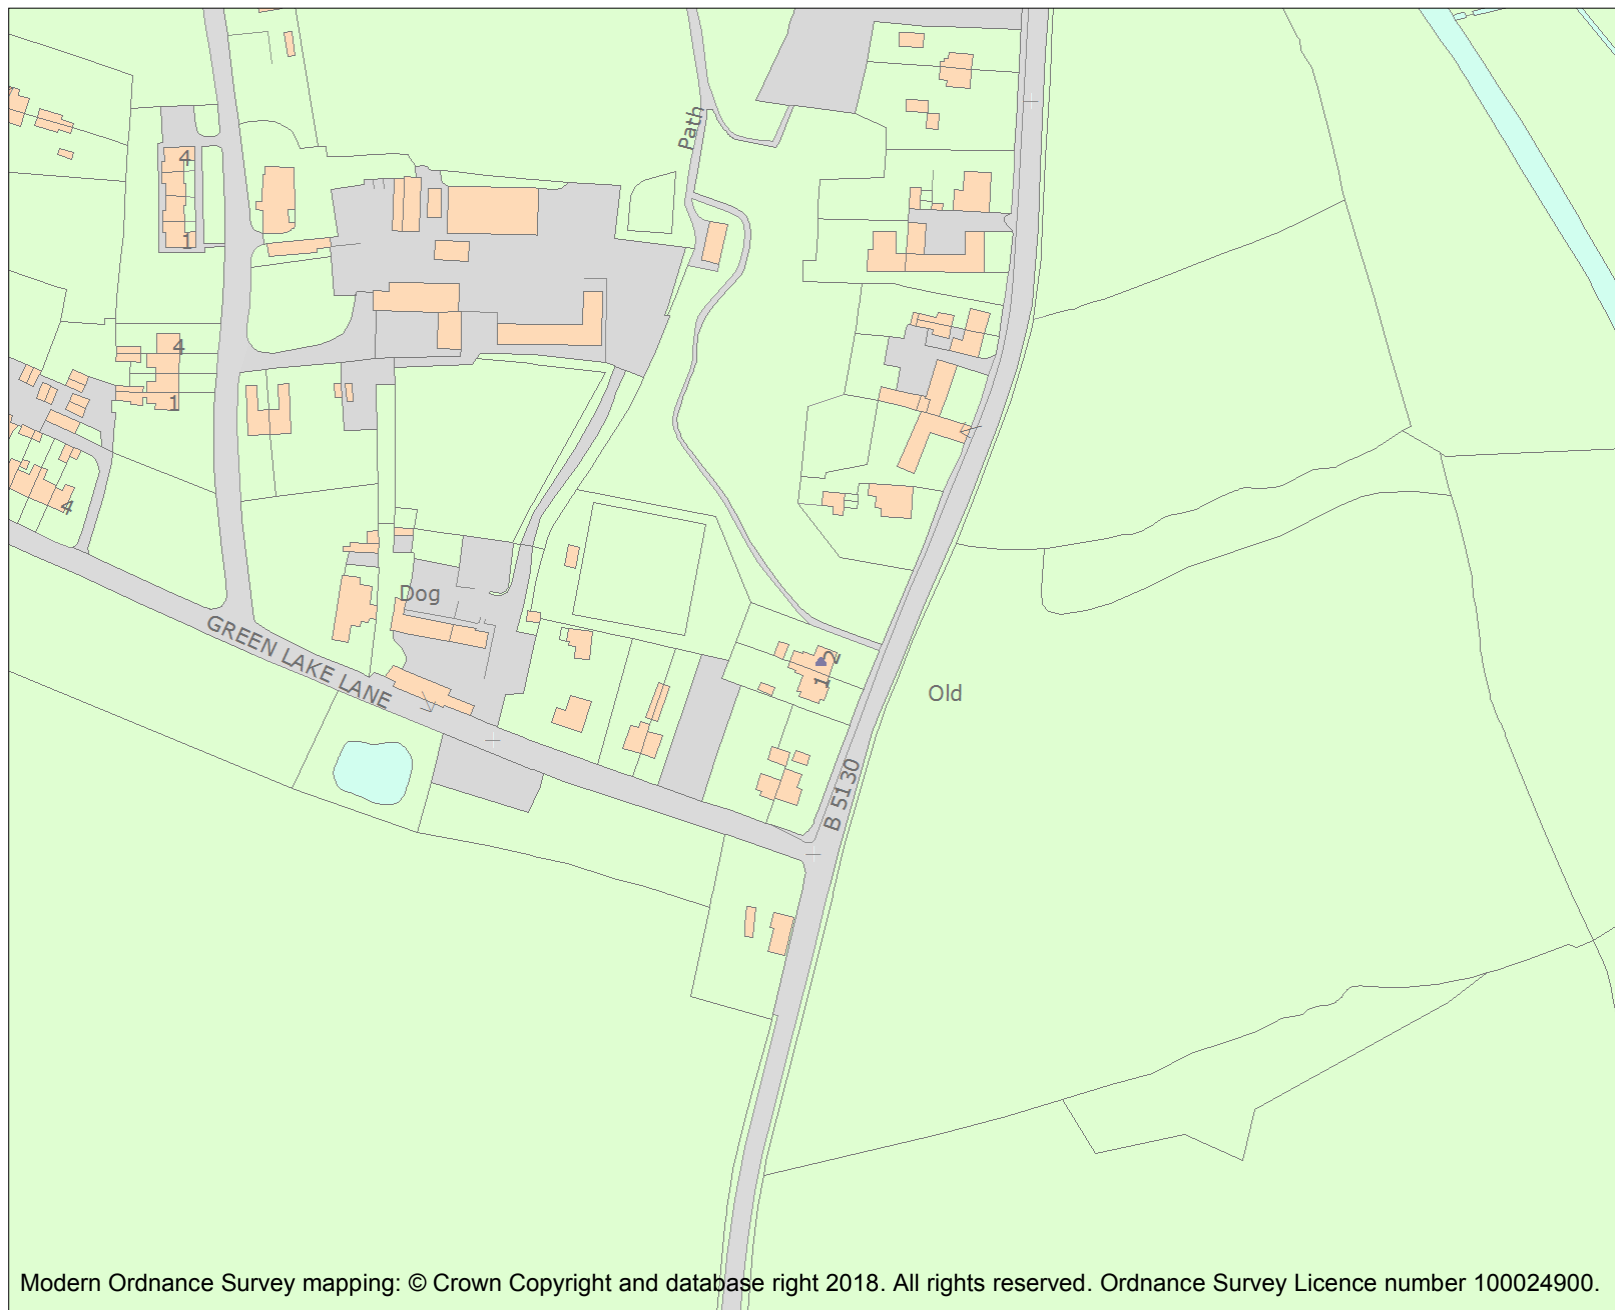 Path
4
1
4
1
4
Dog
GREEN LAKE LANE
2
1
Old
B 5130
Modern Ordnance Survey mapping: © Crown Copyright and database right 2018. All rights reserved. Ordnance Survey Licence number 100024900.